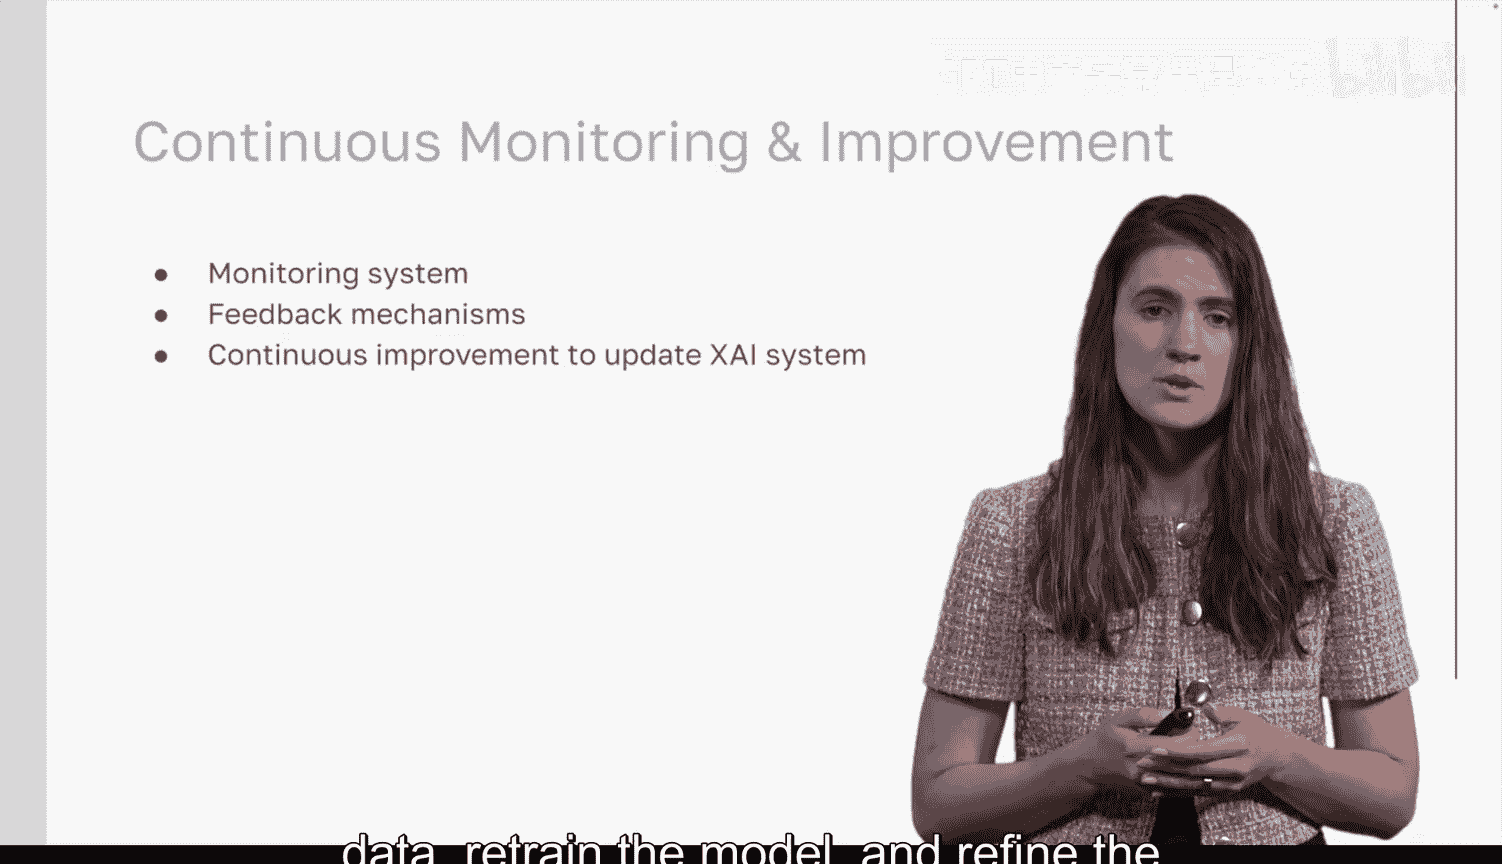 Continuous Monitoring & Improvement
● Monitoring system
● Feedback mechanisms
● Continuous improvement to update XAI system
data, retrain the model, and refine the